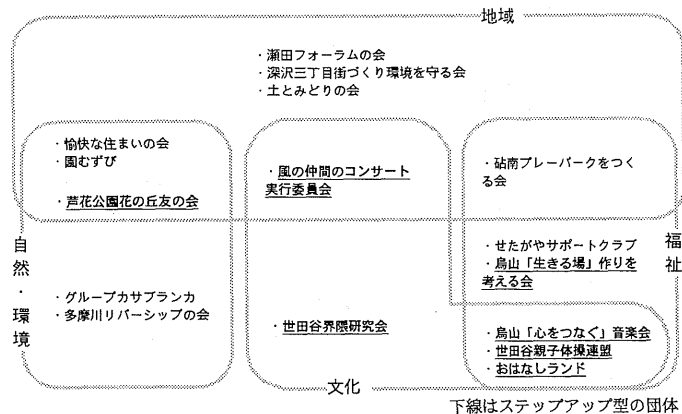 地域
・瀬田フォーラムの会
・深沢三丁目街づくり環境を守る会
・土とみどりの会
・愉快な住まいの会
・園むすび
・芦花公園花の丘友の会
・風の仲間のコンサート
実行委員会
・砧南プレーパークをつく
る会
自然・環境
・グループカサブランカ
・多摩川リバーシップの会
・世田谷界隈研究会
・せたがやサポートクラブ
・烏山「生きる場」作りを
考える会
福祉
・烏山「心をつなぐ」音楽会
・世田谷親子体操連盟
・おはなしランド
文化
下線はステップアップ型の団体